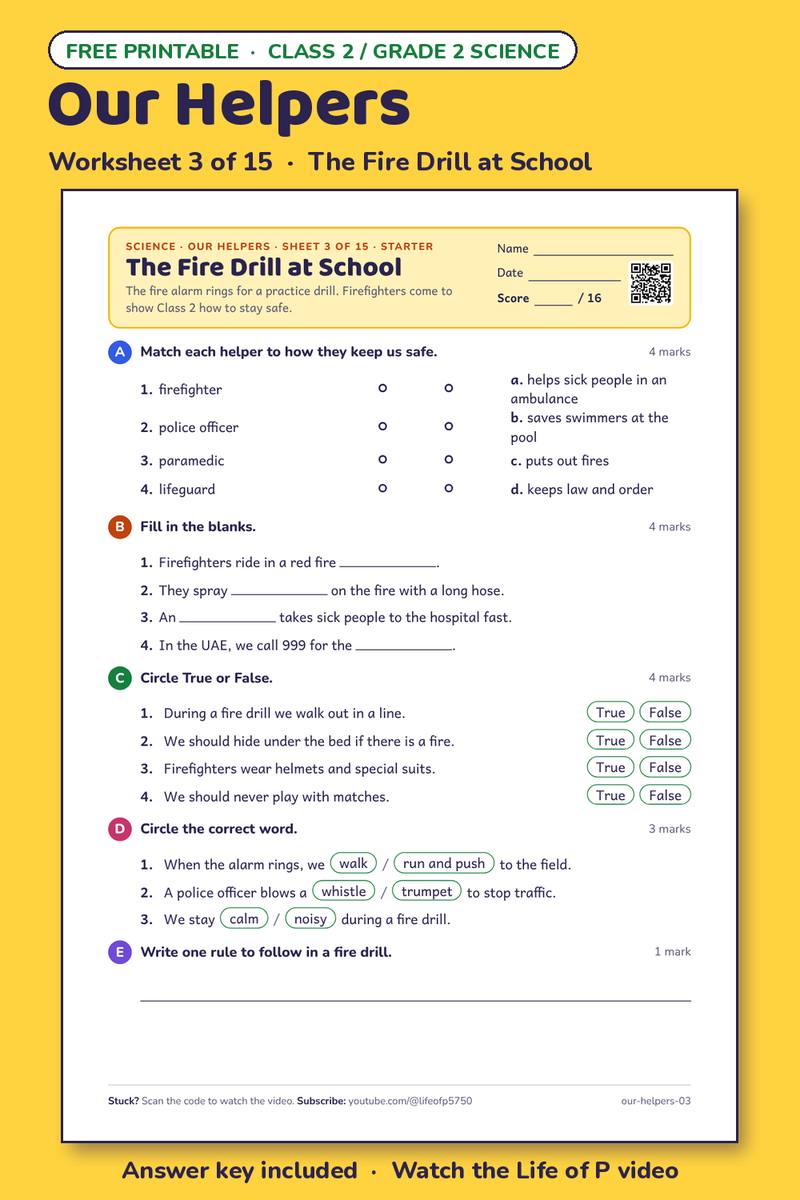 FREE PRINTABLE · CLASS 2 / GRADE 2 SCIENCE
Our Helpers
Worksheet 3 of 15 · The Fire Drill at School
SCIENCE · OUR HELPERS · SHEET 3 OF 15 · STARTER
The Fire Drill at School
The fire alarm rings for a practice drill. Firefighters come to
show Class 2 how to stay safe.
Name
Date
Score ______ / 16
A Match each helper to how they keep us safe. 4 marks
1. firefighter
a. helps sick people in an
ambulance
2. police officer
b. saves swimmers at the
pool
3. paramedic
c. puts out fires
4. lifeguard
d. keeps law and order
B Fill in the blanks. 4 marks
1. Firefighters ride in a red fire ______________.
2. They spray ______________ on the fire with a long hose.
3. An ______________ takes sick people to the hospital fast.
4. In the UAE, we call 999 for the ______________.
C Circle True or False. 4 marks
1. During a fire drill we walk out in a line. True False
2. We should hide under the bed if there is a fire. True False
3. Firefighters wear helmets and special suits. True False
4. We should never play with matches. True False
D Circle the correct word. 3 marks
1. When the alarm rings, we walk / run and push to the field.
2. A police officer blows a whistle / trumpet to stop traffic.
3. We stay calm / noisy during a fire drill.
E Write one rule to follow in a fire drill. 1 mark
Stuck? Scan the code to watch the video. Subscribe: youtube.com/@lifeofp5750
our-helpers-03
Answer key included · Watch the Life of P video